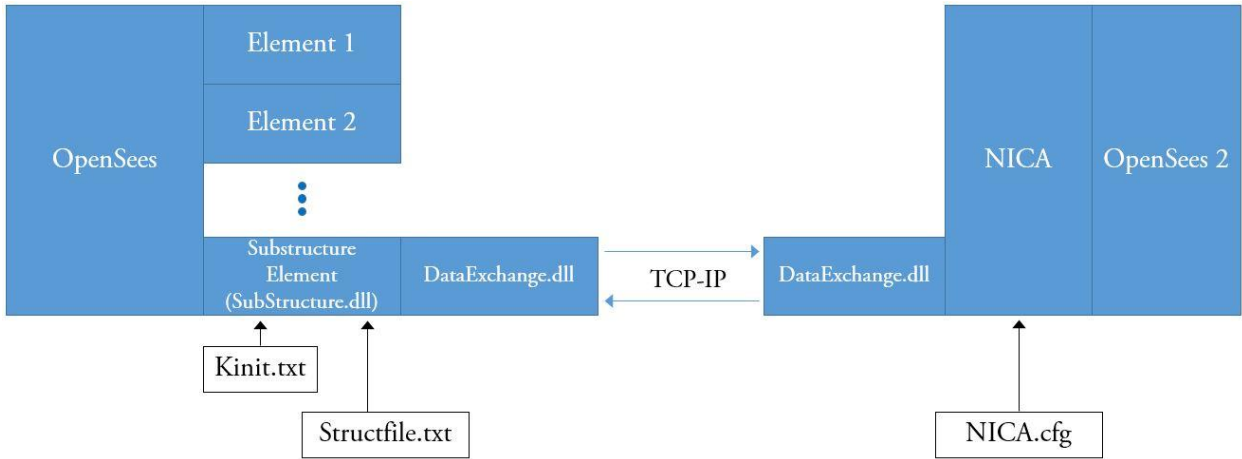 Element 1
Element 2
OpenSees
NICA
OpenSees 2
Substructure
Element
(SubStructure.dll)
DataExchange.dll
TCP-IP
DataExchange.dll
Kinit.txt
Structfile.txt
NICA.cfg